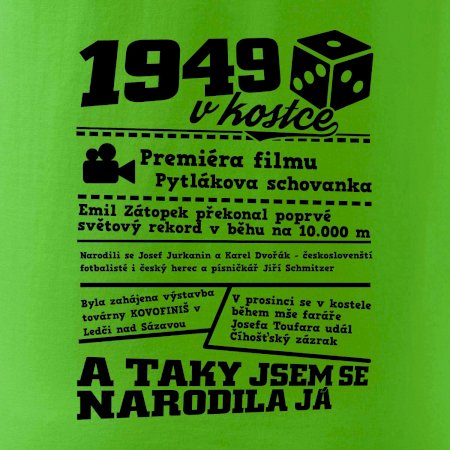 1949
v kostce
Premiéra filmu
Pytlákova schovanka
Emil Zátopek překonal poprvé
světový rekord v běhu na 10.000 m
Narodili se Josef Jurkanin a Karel Dvořák - českoslovenští
fotbalisté i český herec a písničkář Jiří Schmitzer
Byla zahájena výstavba
továrny KOVOFINIŠ v
Ledči nad Sázavou
V prosinci se v kostele
během mše faráře
Josefa Toufara udál
Číhošťský zázrak
A TAKY JSEM SE
NARODILA JÁ